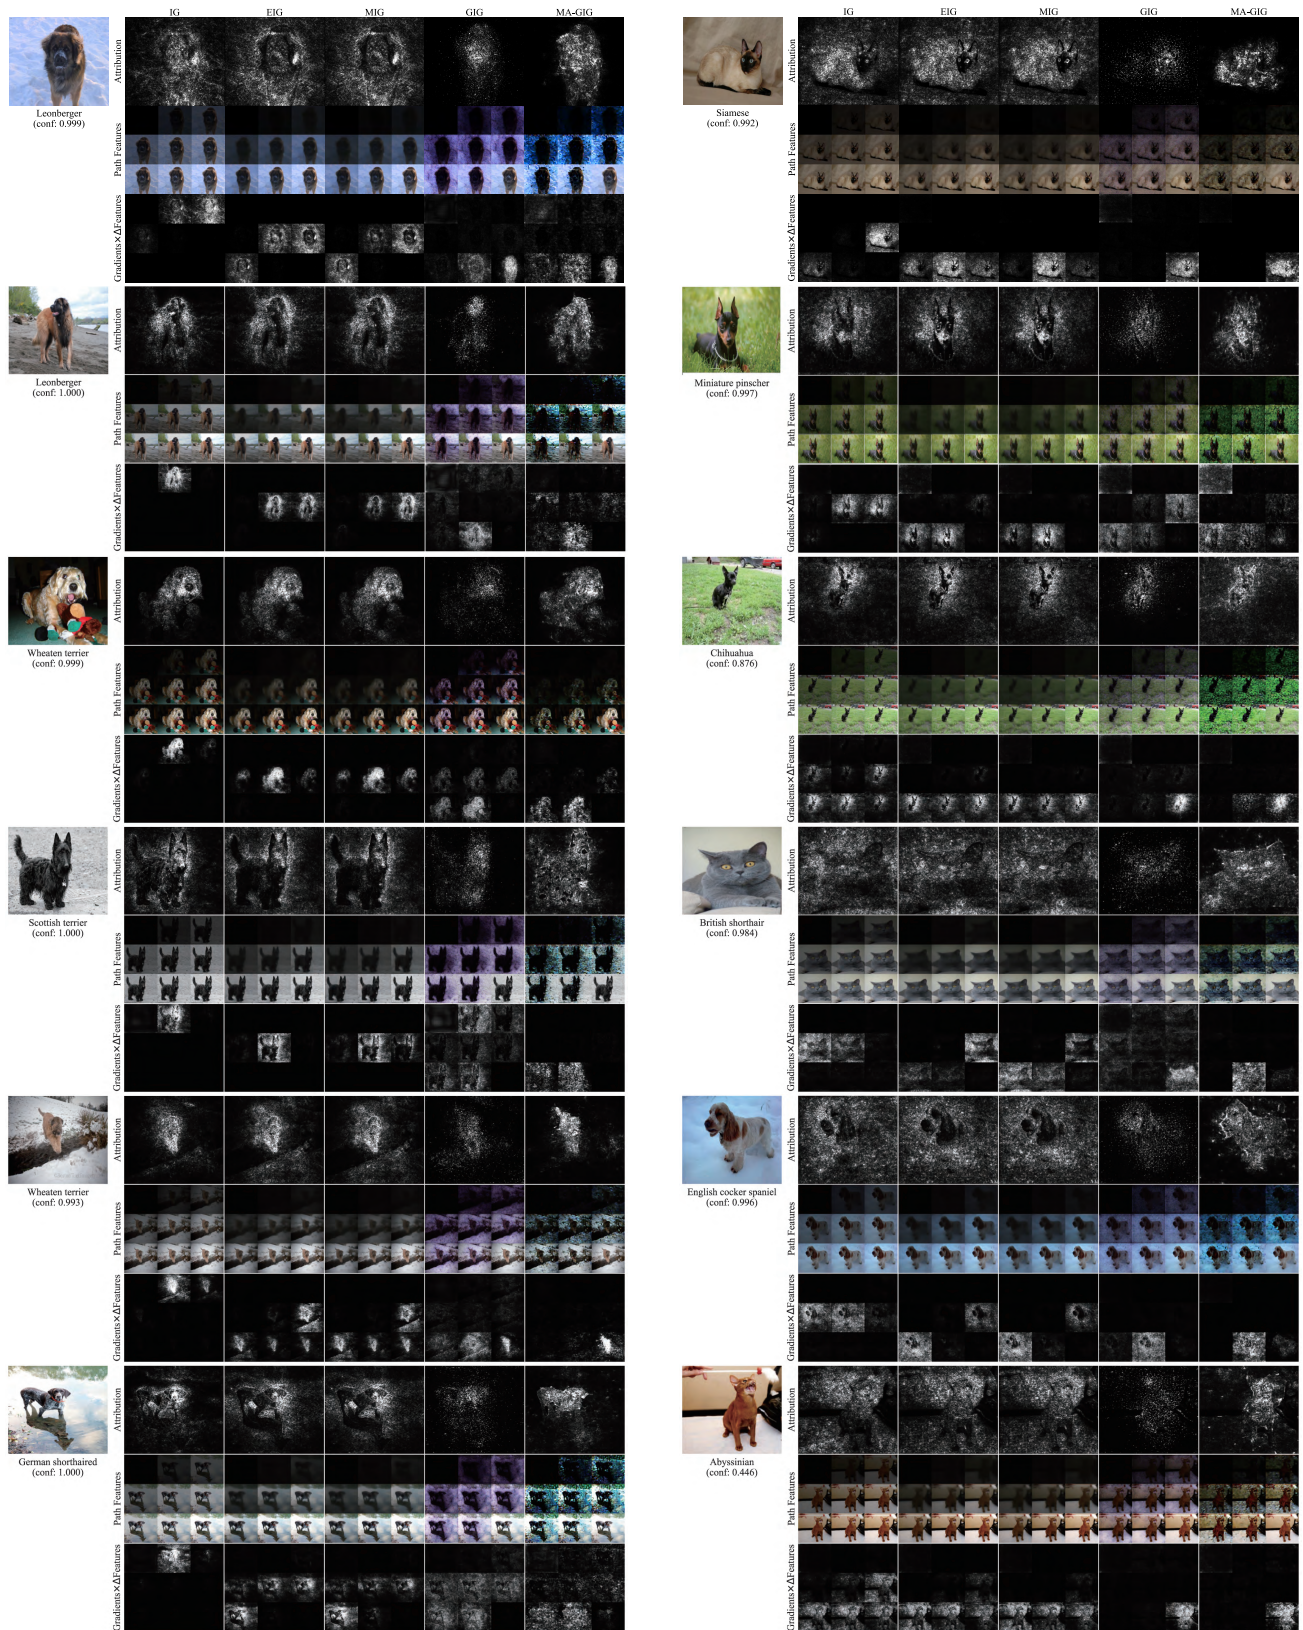 IG EIG MIG GIG MA-GIG
Leonberger
(conf: 0.999)
Attribution
Path Features
Gradients×ΔFeatures
Leonberger
(conf: 1.000)
Attribution
Path Features
Gradients×ΔFeatures
Wheaten terrier
(conf: 0.999)
Attribution
Path Features
Gradients×ΔFeatures
Scottish terrier
(conf: 1.000)
Attribution
Path Features
Gradients×ΔFeatures
Wheaten terrier
(conf: 0.993)
Attribution
Path Features
Gradients×ΔFeatures
German shorthaired
(conf: 1.000)
Attribution
Path Features
Gradients×ΔFeatures
IG EIG MIG GIG MA-GIG
Siamese
(conf: 0.992)
Attribution
Path Features
Gradients×ΔFeatures
Miniature pinscher
(conf: 0.997)
Attribution
Path Features
Gradients×ΔFeatures
Chihuahua
(conf: 0.876)
Attribution
Path Features
Gradients×ΔFeatures
British shorthair
(conf: 0.984)
Attribution
Path Features
Gradients×ΔFeatures
English cocker spaniel
(conf: 0.996)
Attribution
Path Features
Gradients×ΔFeatures
Abyssinian
(conf: 0.446)
Attribution
Path Features
Gradients×ΔFeatures